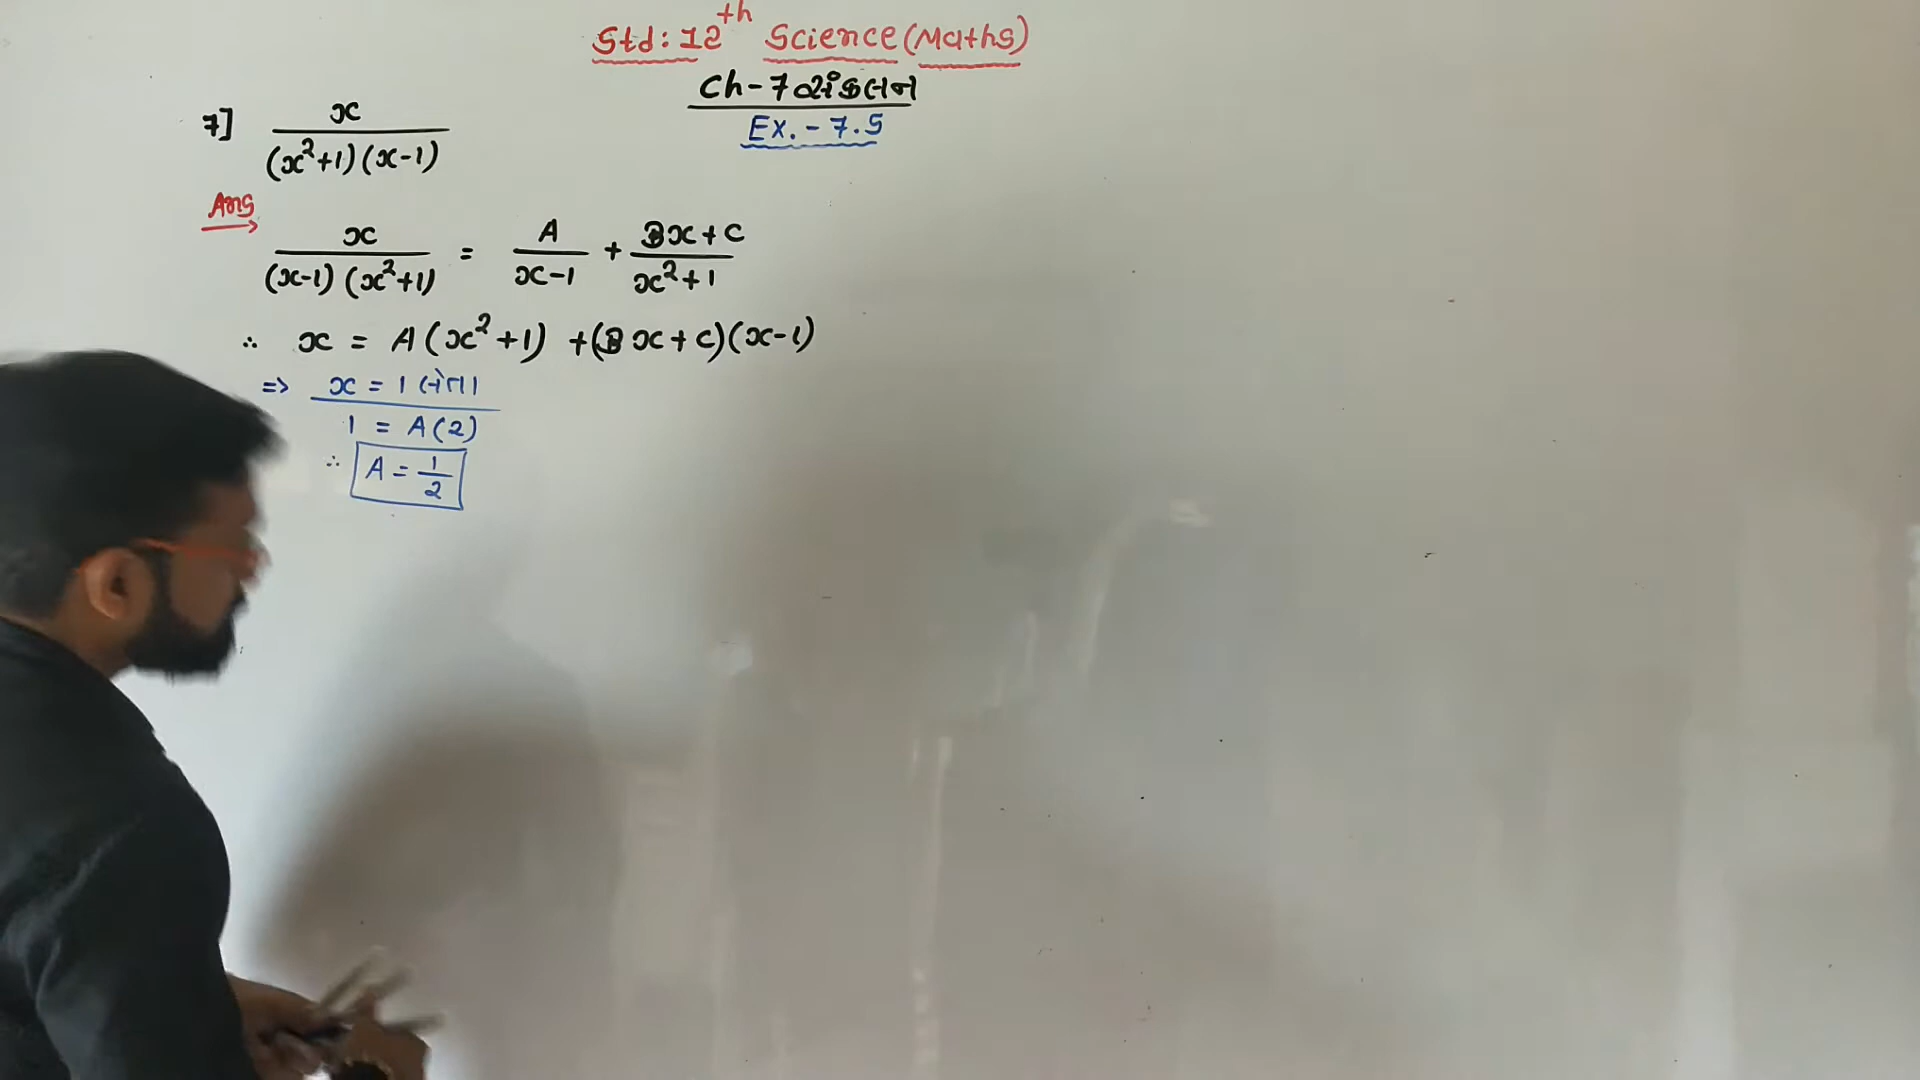 Std: 12th Science (Maths)
Ch-7 સંકલન
Ex. - 7.5
7] x / (x²+1)(x-1)
Ans
x / (x-1)(x²+1) = A / x-1 + Bx+C / x²+1
∴ x = A(x²+1) + (Bx+C)(x-1)
=> x = 1 લેતાં
1 = A(2)
∴ A = 1/2